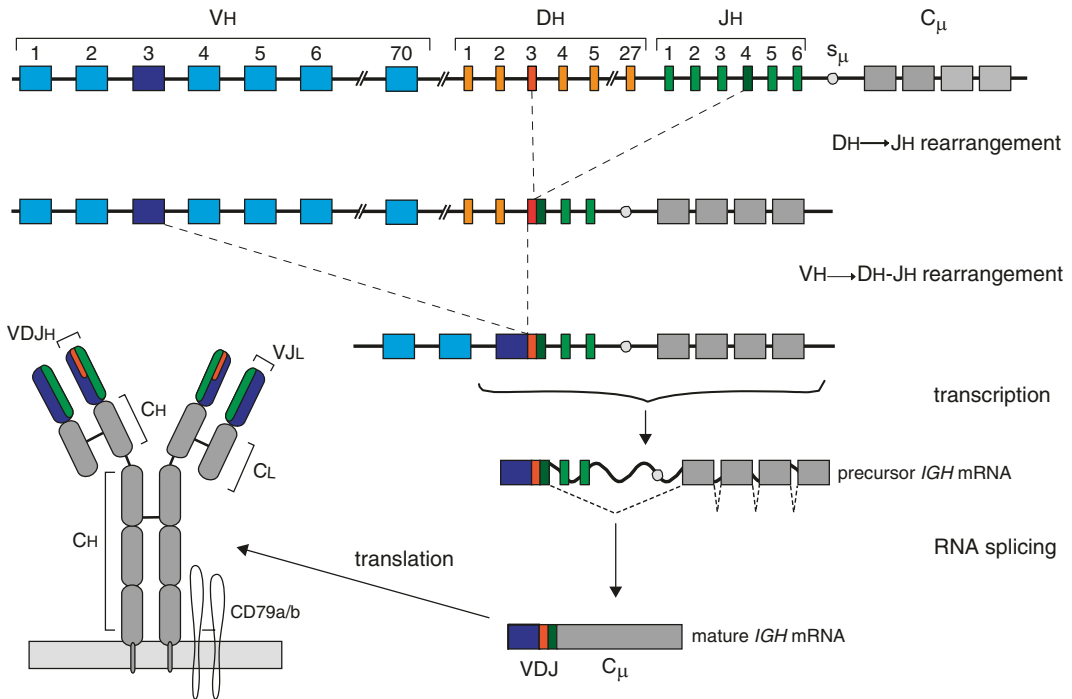 VH DH JH Cμ
1 2 3 4 5 6 70 1 2 3 4 5 27 1 2 3 4 5 6 sμ
DH→JH rearrangement
VH→DH-JH rearrangement
VDJH
VJL
CH
CL
CH
CD79a/b
transcription
precursor IGH mRNA
RNA splicing
translation
mature IGH mRNA
VDJ Cμ